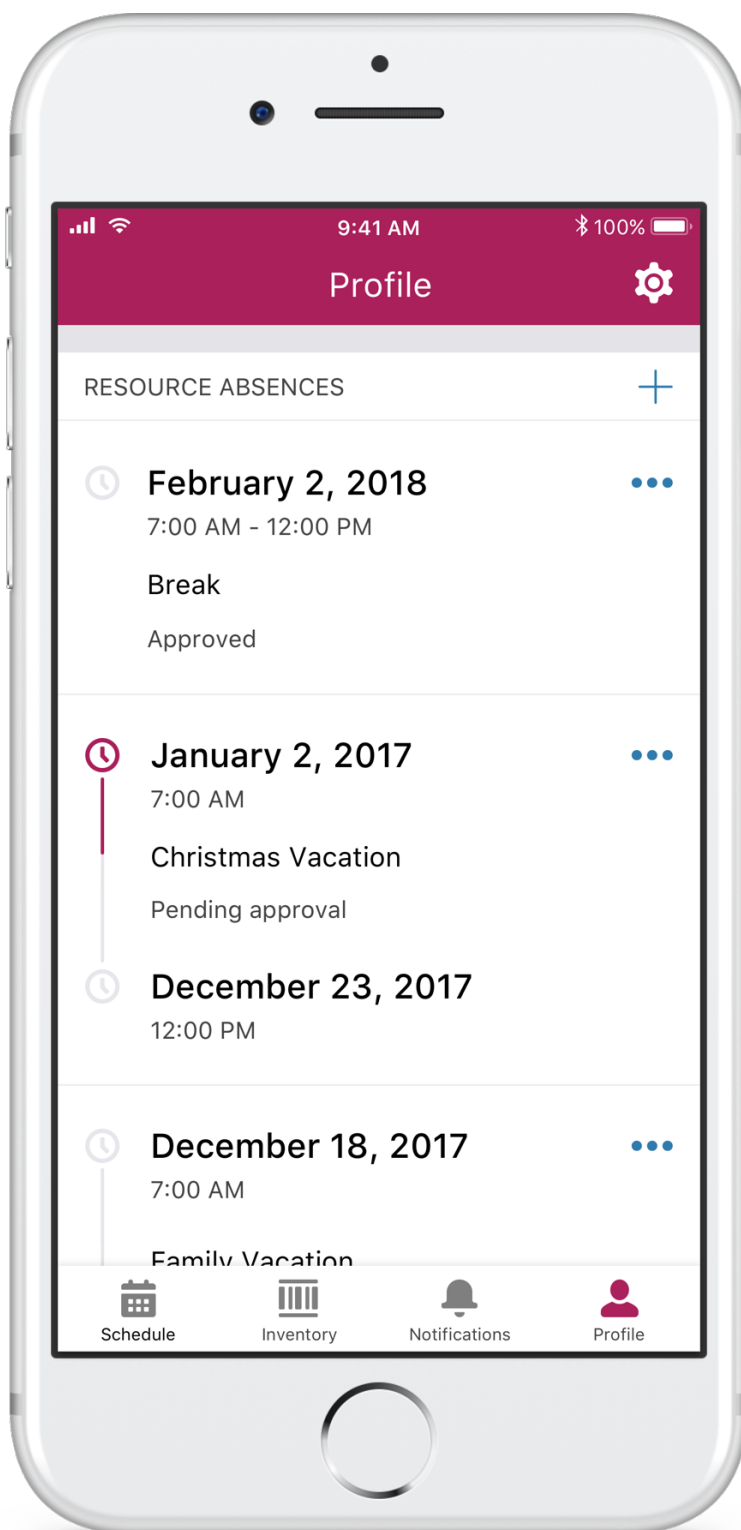 9:41 AM
100%
Profile
RESOURCE ABSENCES
February 2, 2018
7:00 AM - 12:00 PM
Break
Approved
January 2, 2017
7:00 AM
Christmas Vacation
Pending approval
December 23, 2017
12:00 PM
December 18, 2017
7:00 AM
Family Vacation
Schedule
Inventory
Notifications
Profile